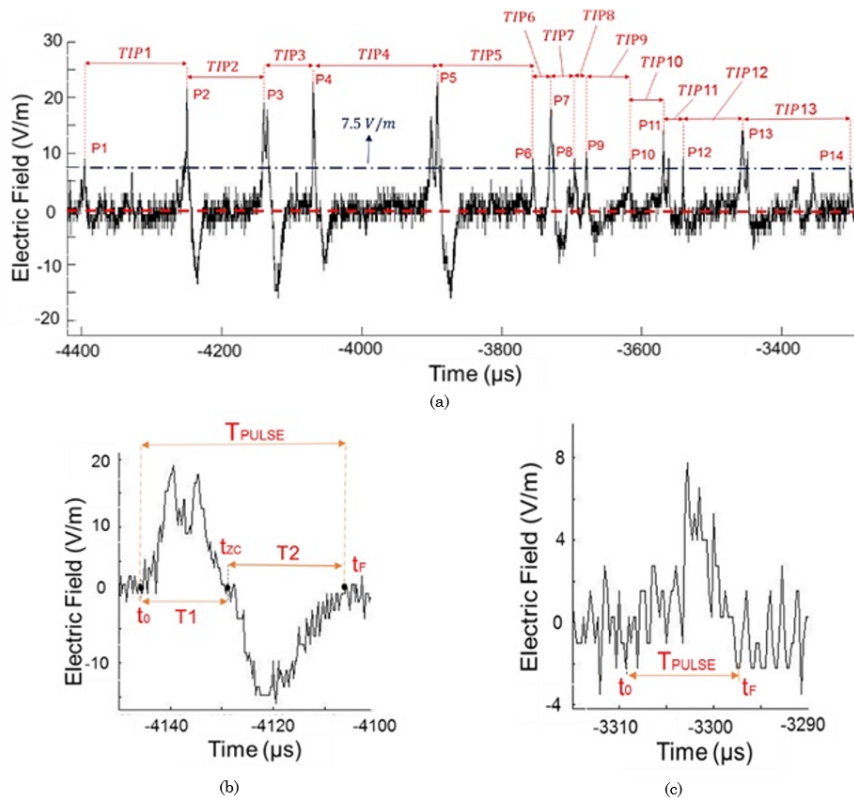 TIP6 TIP7 TIP8
TIP1 TIP2 TIP3 TIP4 TIP5 TIP9
TIP10
TIP11 TIP12
TIP13
P1 P2 P3 P4 P5 P6 P7 P8 P9 P10 P11 P12 P13 P14
7.5 V/m
Electric Field (V/m)
30
20
10
0
-10
20
-4400 -4200 -4000 -3800 -3600 -3400
Time (µs)
(a)
TPULSE
20
10
0
-10
Electric Field (V/m)
tZC T2 tF
t0 T1
-4140 -4120 -4100
Time (µs)
(b)
8
4
0
-4
Electric Field (V/m)
TPULSE
t0 tF
-3310 -3300 -3290
Time (µs)
(c)